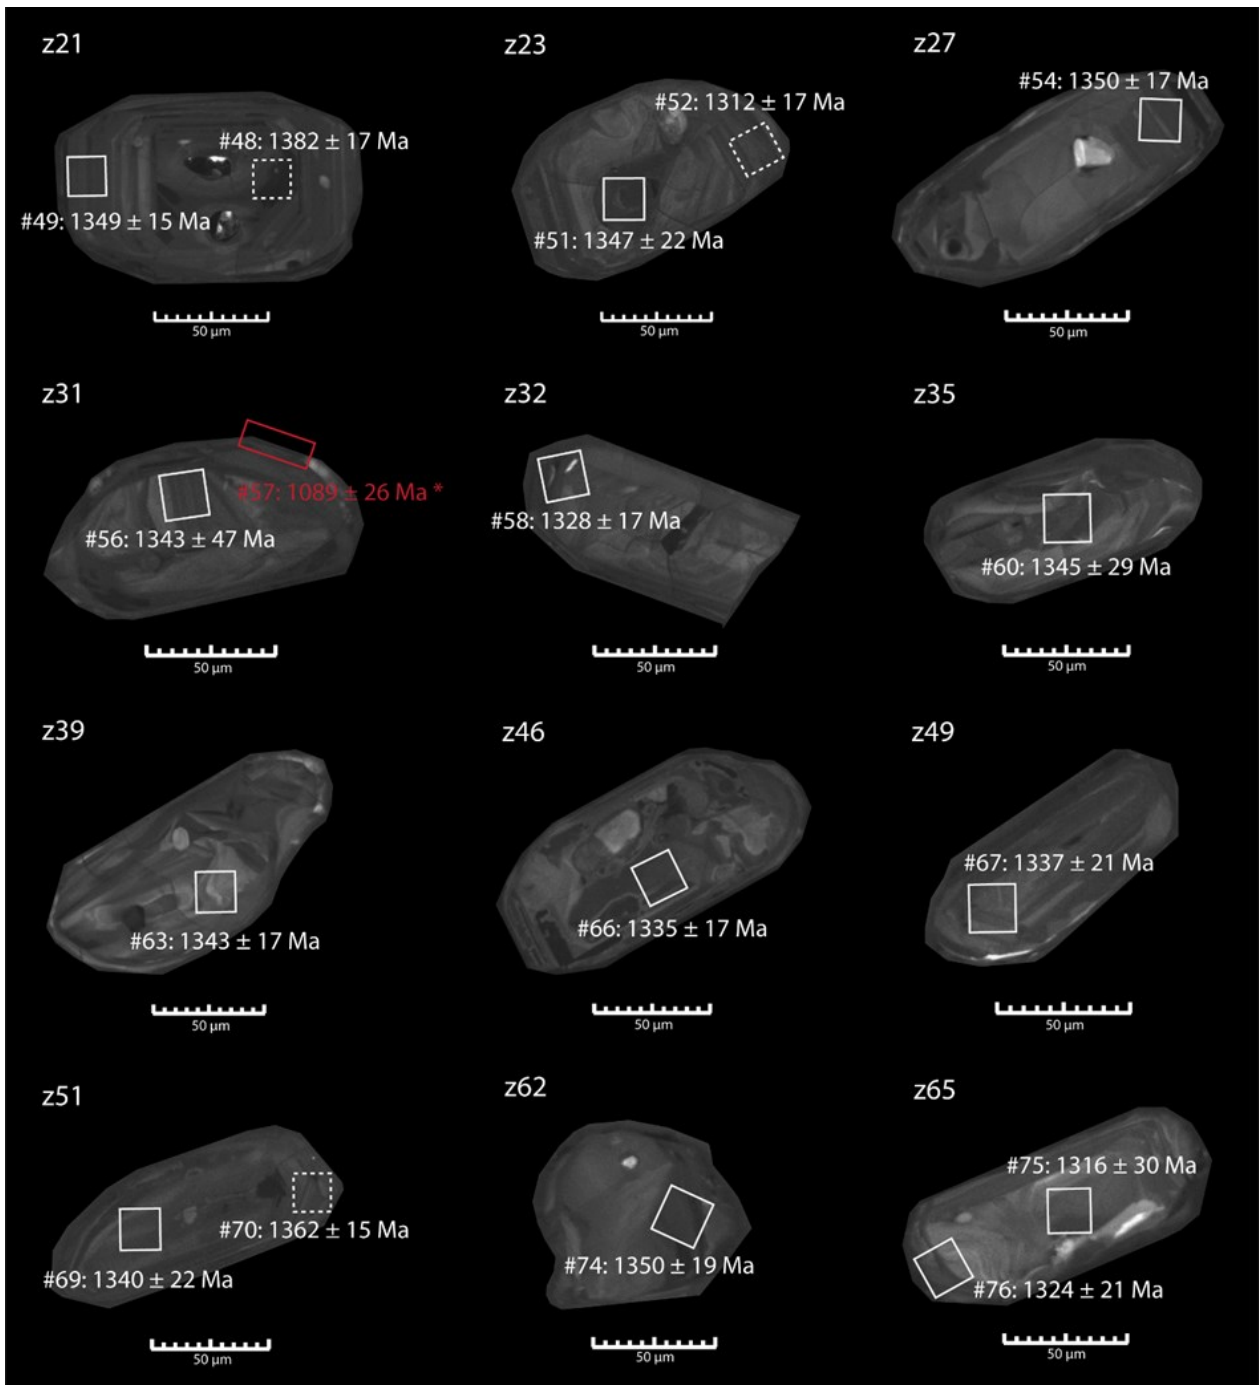 z21
z23
z27
#48: 1382 ± 17 Ma
#49: 1349 ± 15 Ma
50 µm
#52: 1312 ± 17 Ma
#51: 1347 ± 22 Ma
50 µm
#54: 1350 ± 17 Ma
50 µm
z31
z32
z35
#57: 1089 ± 26 Ma *
#56: 1343 ± 47 Ma
50 µm
#58: 1328 ± 17 Ma
50 µm
#60: 1345 ± 29 Ma
50 µm
z39
z46
z49
#63: 1343 ± 17 Ma
50 µm
#66: 1335 ± 17 Ma
50 µm
#67: 1337 ± 21 Ma
50 µm
z51
z62
z65
#70: 1362 ± 15 Ma
#69: 1340 ± 22 Ma
50 µm
#74: 1350 ± 19 Ma
50 µm
#75: 1316 ± 30 Ma
#76: 1324 ± 21 Ma
50 µm